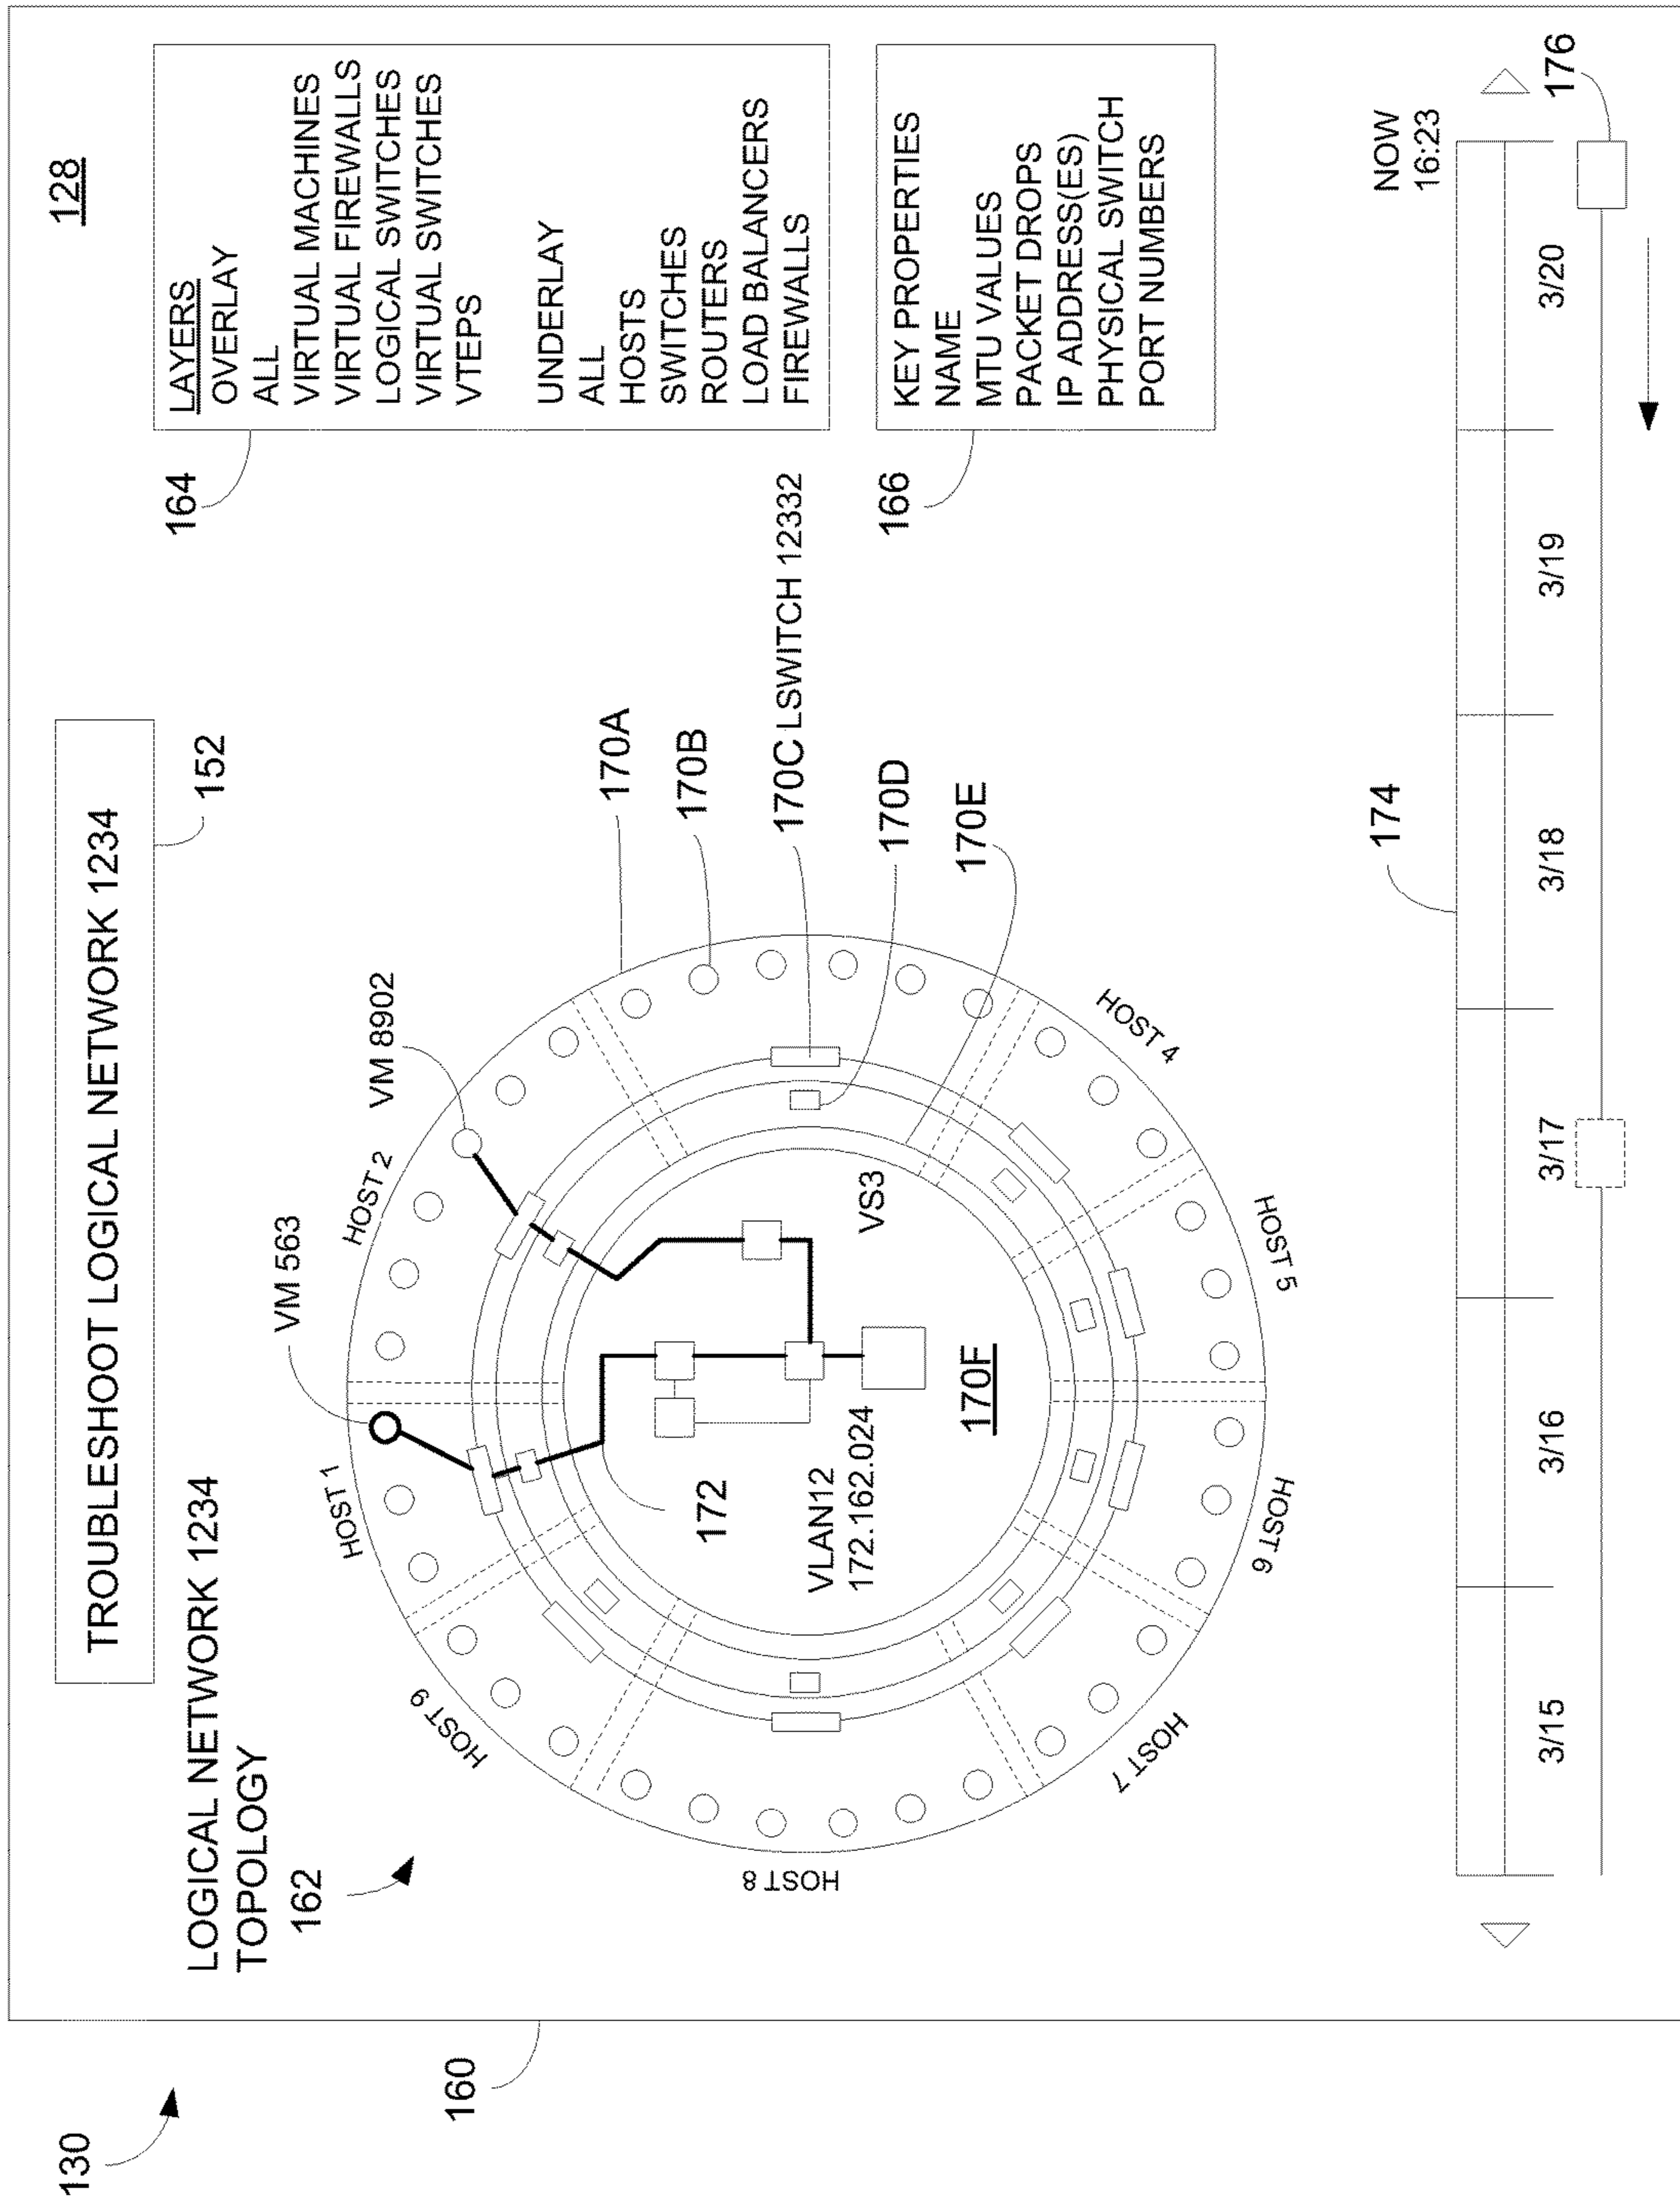 130
160
128
TROUBLESHOOT LOGICAL NETWORK 1234
152
LOGICAL NETWORK 1234
TOPOLOGY
162
VM 563
VM 8902
HOST 1
HOST 2
HOST 4
HOST 5
HOST 6
HOST 7
HOST 8
HOST 9
170A
170B
170C LSWITCH 12332
170D
170E
172
VLAN12
172.162.024
VS3
170F
164
LAYERS
OVERLAY
ALL
VIRTUAL MACHINES
VIRTUAL FIREWALLS
LOGICAL SWITCHES
VIRTUAL SWITCHES
VTEPS
UNDERLAY
ALL
HOSTS
SWITCHES
ROUTERS
LOAD BALANCERS
FIREWALLS
166
KEY PROPERTIES
NAME
MTU VALUES
PACKET DROPS
IP ADDRESS(ES)
PHYSICAL SWITCH
PORT NUMBERS
NOW
16:23
174
3/15 3/16 3/17 3/18 3/19 3/20
176